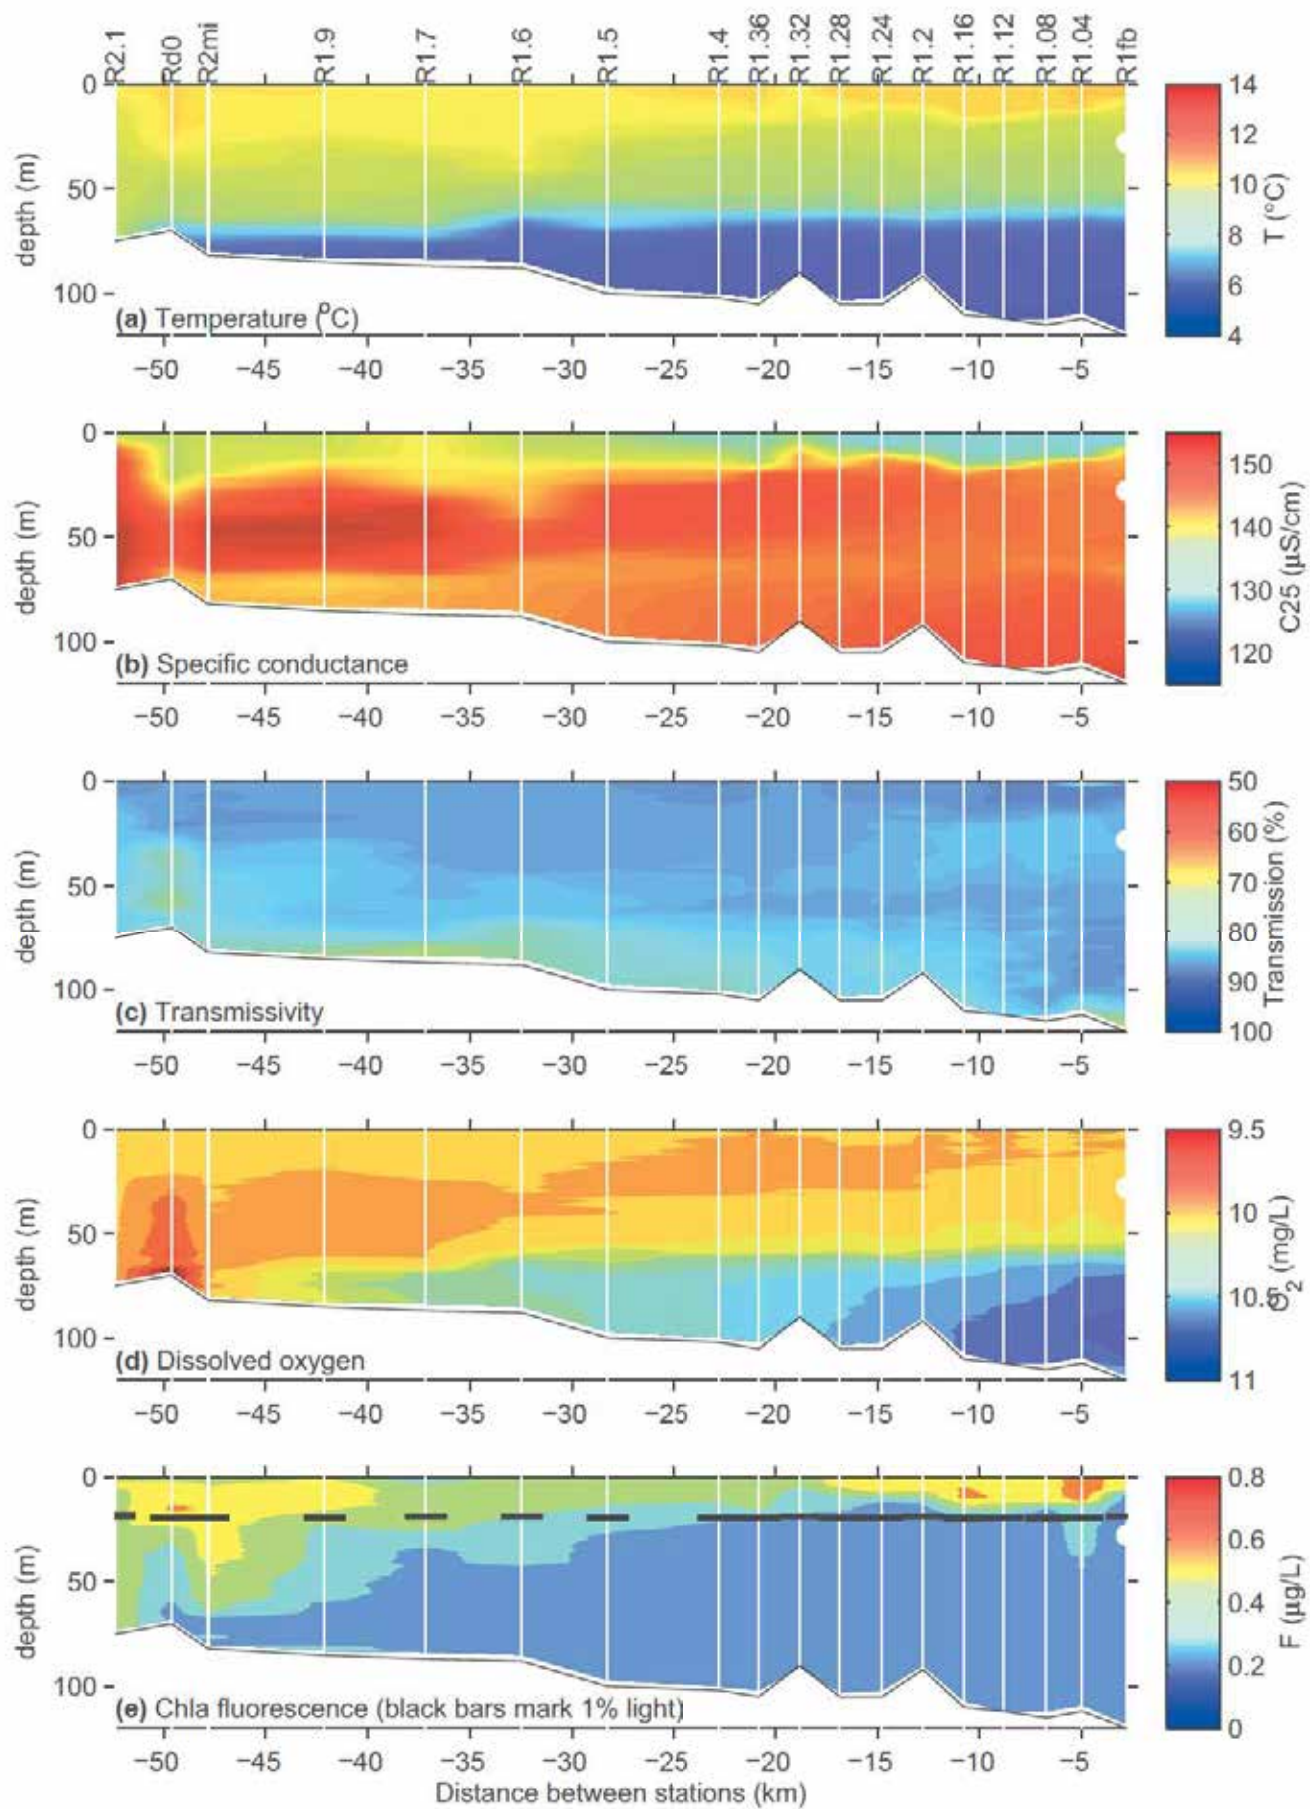 R2.1 Rd0 R2mi R1.9 R1.7 R1.6 R1.5 R1.4 R1.36 R1.32 R1.28 R1.24 R1.2 R1.16 R1.12 R1.08 R1.04 R1fb
0 50 100
depth (m)
(a) Temperature (⁰C)
−50 −45 −40 −35 −30 −25 −20 −15 −10 −5
14 12 10 8 6 4
T (°C)
0 50 100
depth (m)
(b) Specific conductance
−50 −45 −40 −35 −30 −25 −20 −15 −10 −5
150 140 130 120
C25 (µS/cm)
0 50 100
depth (m)
(c) Transmissivity
−50 −45 −40 −35 −30 −25 −20 −15 −10 −5
50 60 70 80 90 100
Transmission (%)
0 50 100
depth (m)
(d) Dissolved oxygen
−50 −45 −40 −35 −30 −25 −20 −15 −10 −5
9.5 10 10.5 11
O₂ (mg/L)
0 50 100
depth (m)
(e) Chla fluorescence (black bars mark 1% light)
−50 −45 −40 −35 −30 −25 −20 −15 −10 −5
0.8 0.6 0.4 0.2 0
F (µg/L)
Distance between stations (km)